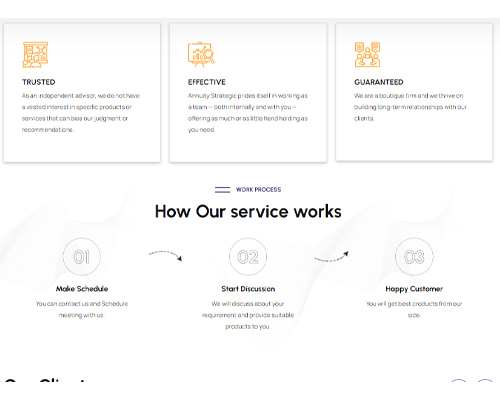 TRUSTED
As an independent advisor, we do not have
a vested interest in specific products or
services that can bias our judgment or
recommendations.
EFFECTIVE
Annuity Strategic prides itself in working as
a team – both internally and with you –
offering as much or as little hand holding as
you need.
GUARANTEED
We are a boutique firm and we thrive on
building long-term relationships with our
clients.
WORK PROCESS
How Our service works
01
Make Schedule
You can contact us and Schedule
meeting with us.
02
Start Discussion
We will discuss about your
requirement and provide suitable
products to you.
03
Happy Customer
You will get best products from our
side.